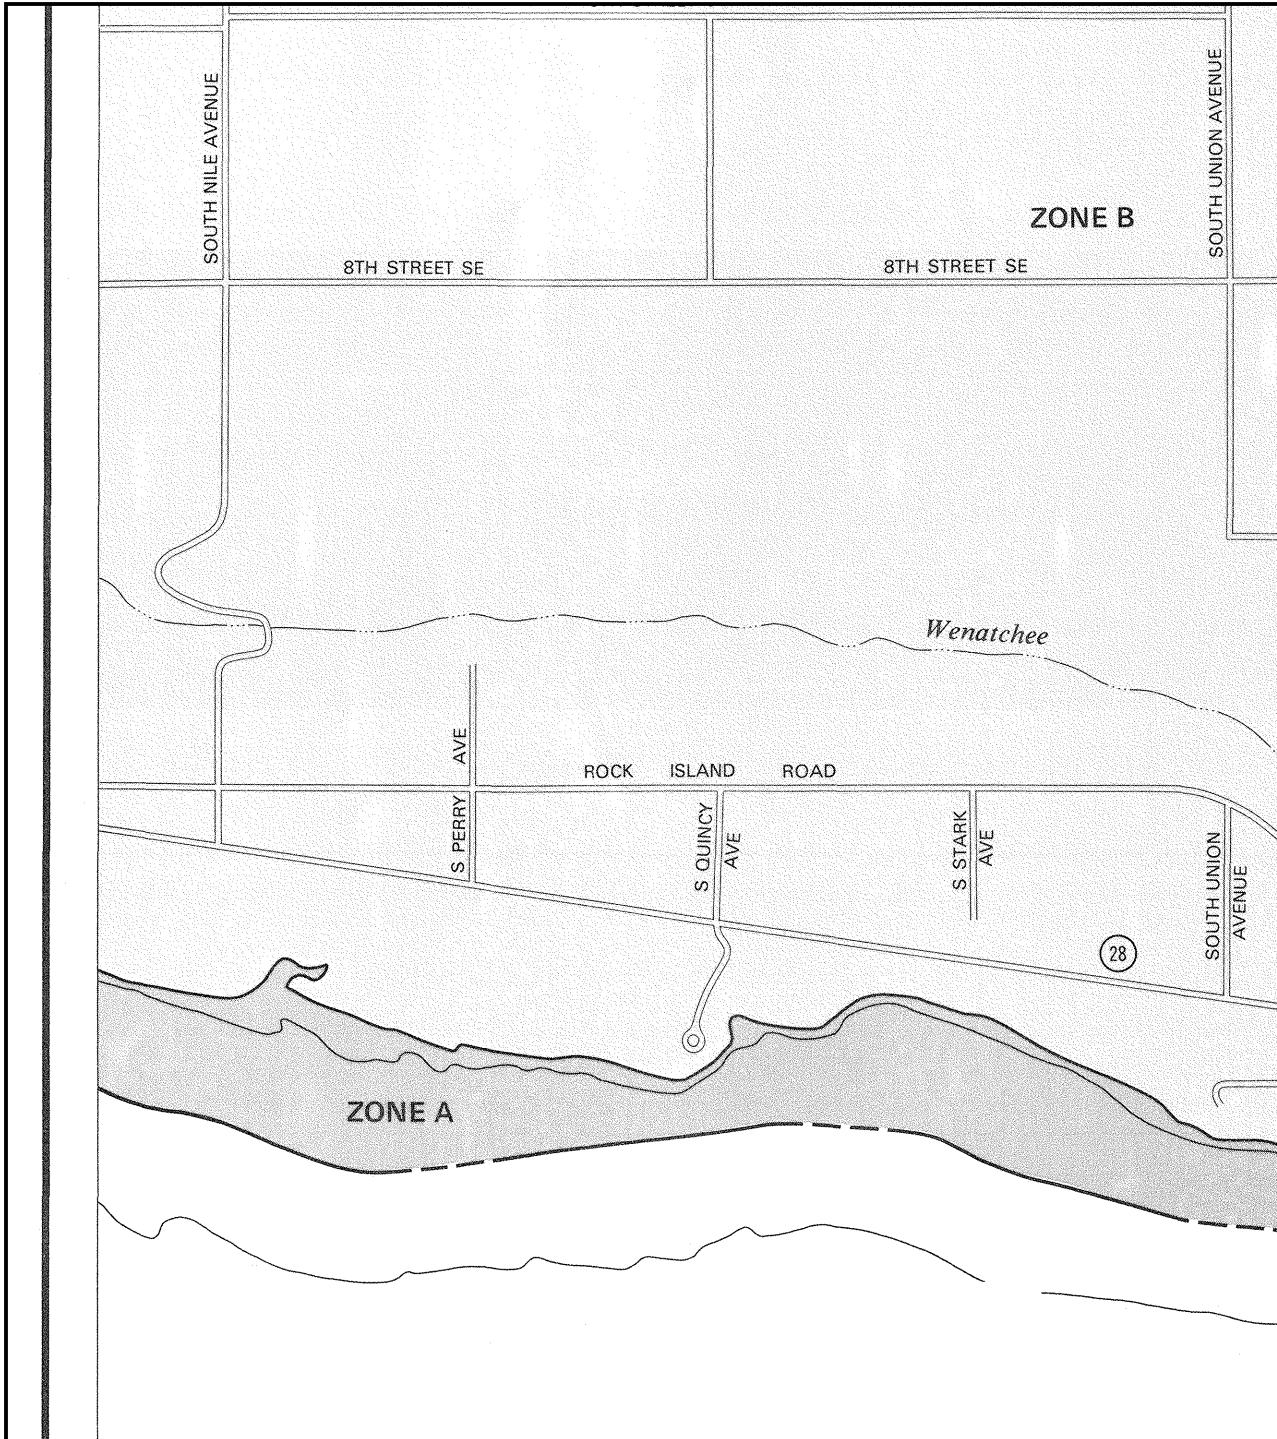 SOUTH NILE AVENUE
SOUTH UNION AVENUE
ZONE B
8TH STREET SE
8TH STREET SE
Wenatchee
S PERRY AVE
ROCK ISLAND ROAD
S QUINCY
AVE
S STARK
AVE
SOUTH UNION
AVENUE
28
ZONE A